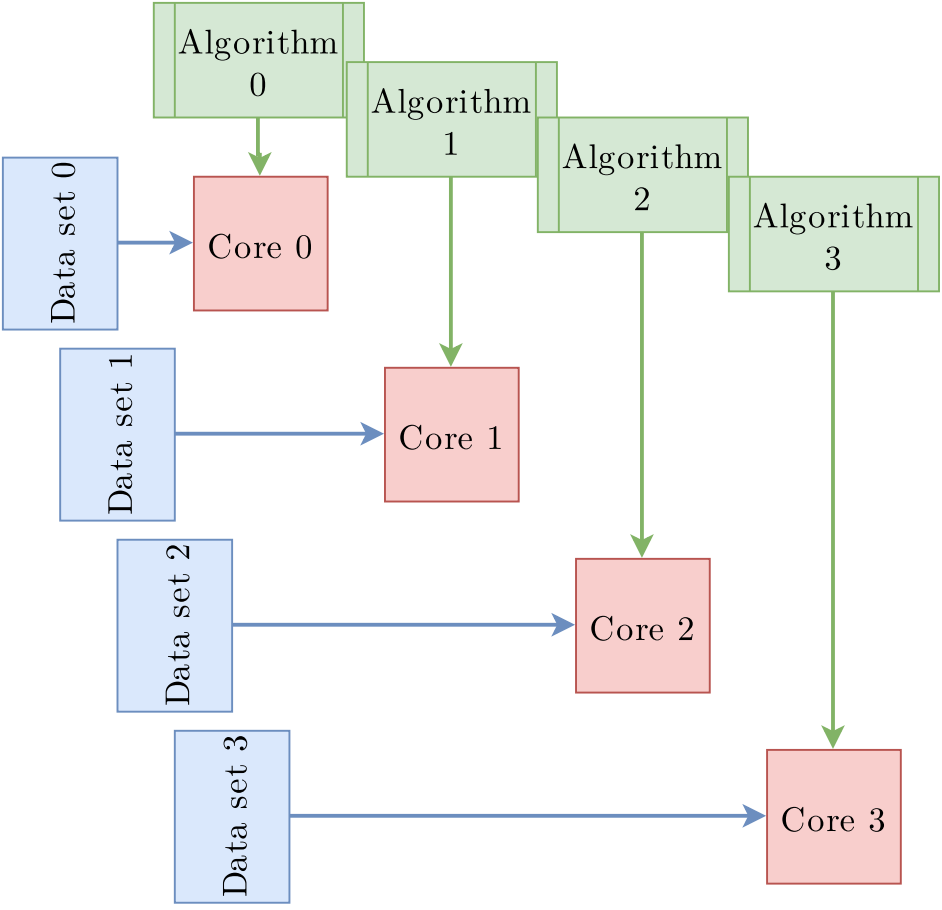 Algorithm
0
Algorithm
1
Algorithm
2
Algorithm
3
Data set 0
Core 0
Data set 1
Core 1
Data set 2
Core 2
Data set 3
Core 3